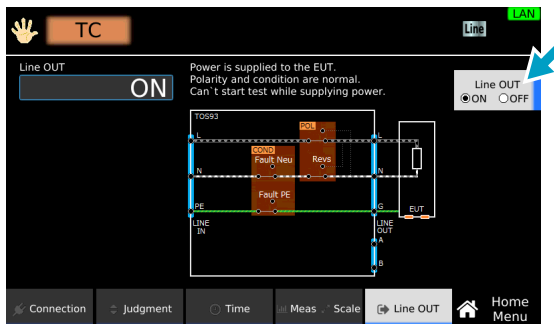 LAN
TC
Line
Line OUT
ON
Power is supplied to the EUT.
Polarity and condition are normal.
Can`t start test while supplying power.
Line OUT
ON OFF
TOS93
POL
L
L
COND
Fault Neu
Revs
N
N
Fault PE
PE
G
EUT
LINE
IN
LINE
OUT
A
B
Connection
Judgment
Time
Meas
Scale
Line OUT
Home
Menu